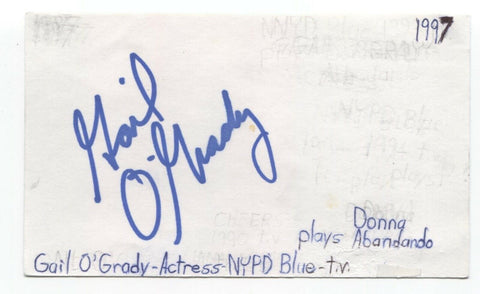 1997
Gail
O'Grady
Donna
plays Abandando
Gail O'Grady-Actress-NYPD Blue-t.v.